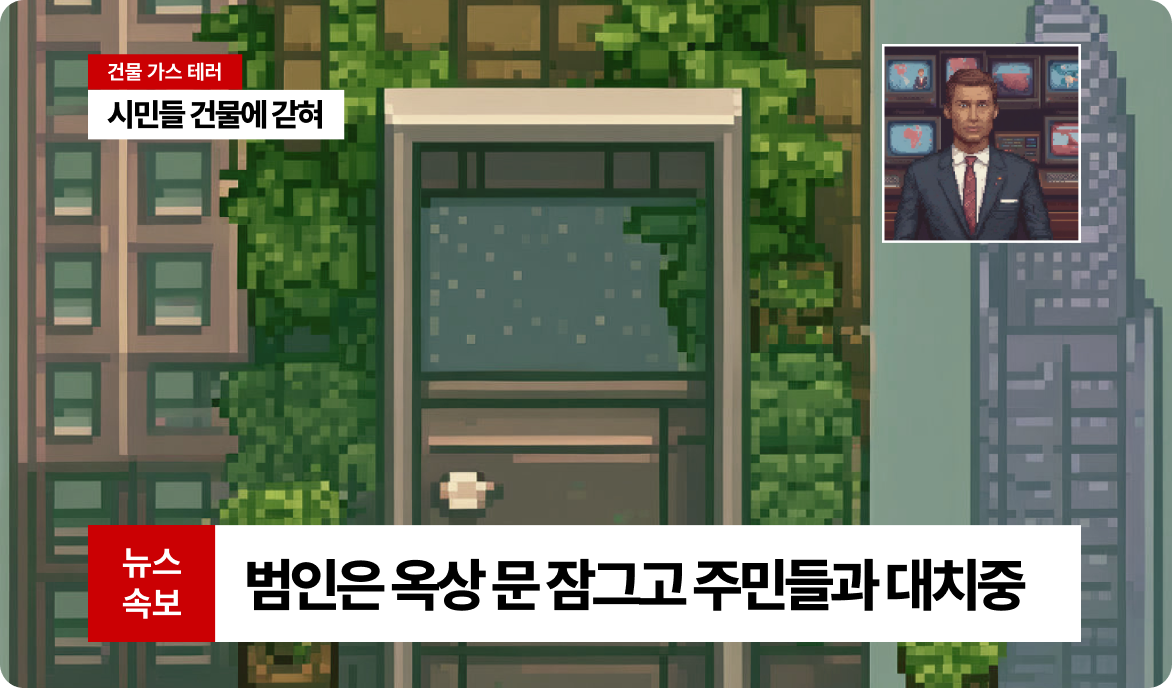 건물 가스 테러
시민들 건물에 갇혀
뉴스
속보
범인은 옥상 문 잠그고 주민들과 대치중